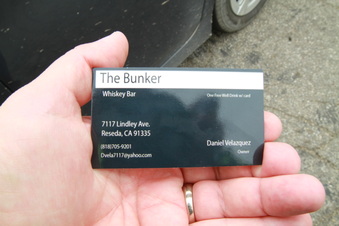 The Bunker
Whiskey Bar
One Free Well Drink w/ card
7117 Lindley Ave.
Reseda, CA 91335
(818)705-9201
Dvela7117@yahoo.com
Daniel Velazquez
Owner